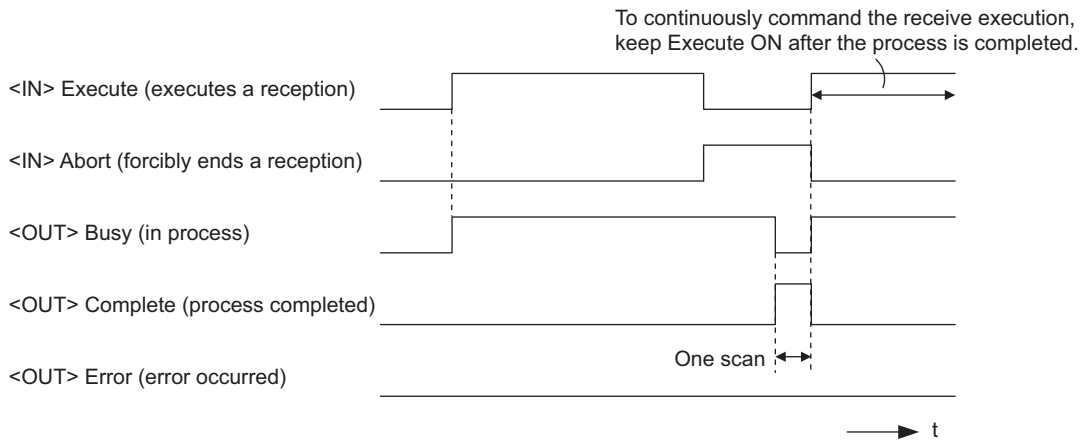 To continuously command the receive execution,
keep Execute ON after the process is completed.
<IN> Execute (executes a reception)
<IN> Abort (forcibly ends a reception)
<OUT> Busy (in process)
<OUT> Complete (process completed)
One scan
<OUT> Error (error occurred)
t